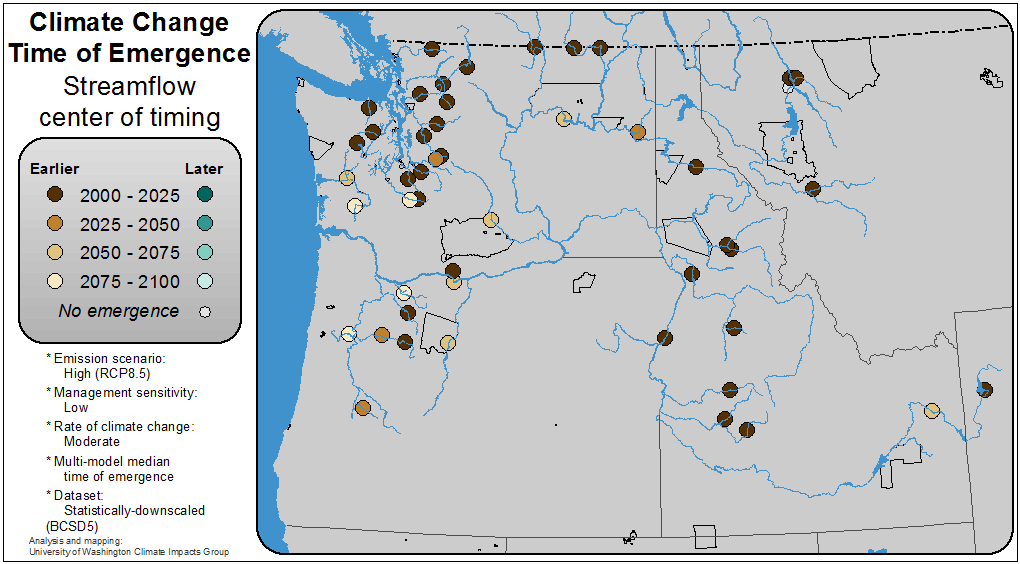 Climate Change
Time of Emergence
Streamflow
center of timing
Earlier Later
2000 - 2025
2025 - 2050
2050 - 2075
2075 - 2100
No emergence
* Emission scenario:
High (RCP8.5)
* Management sensitivity:
Low
* Rate of climate change:
Moderate
* Multi-model median
time of emergence
* Dataset:
Statistically-downscaled
(BCSD5)
Analysis and mapping:
University of Washington Climate Impacts Group